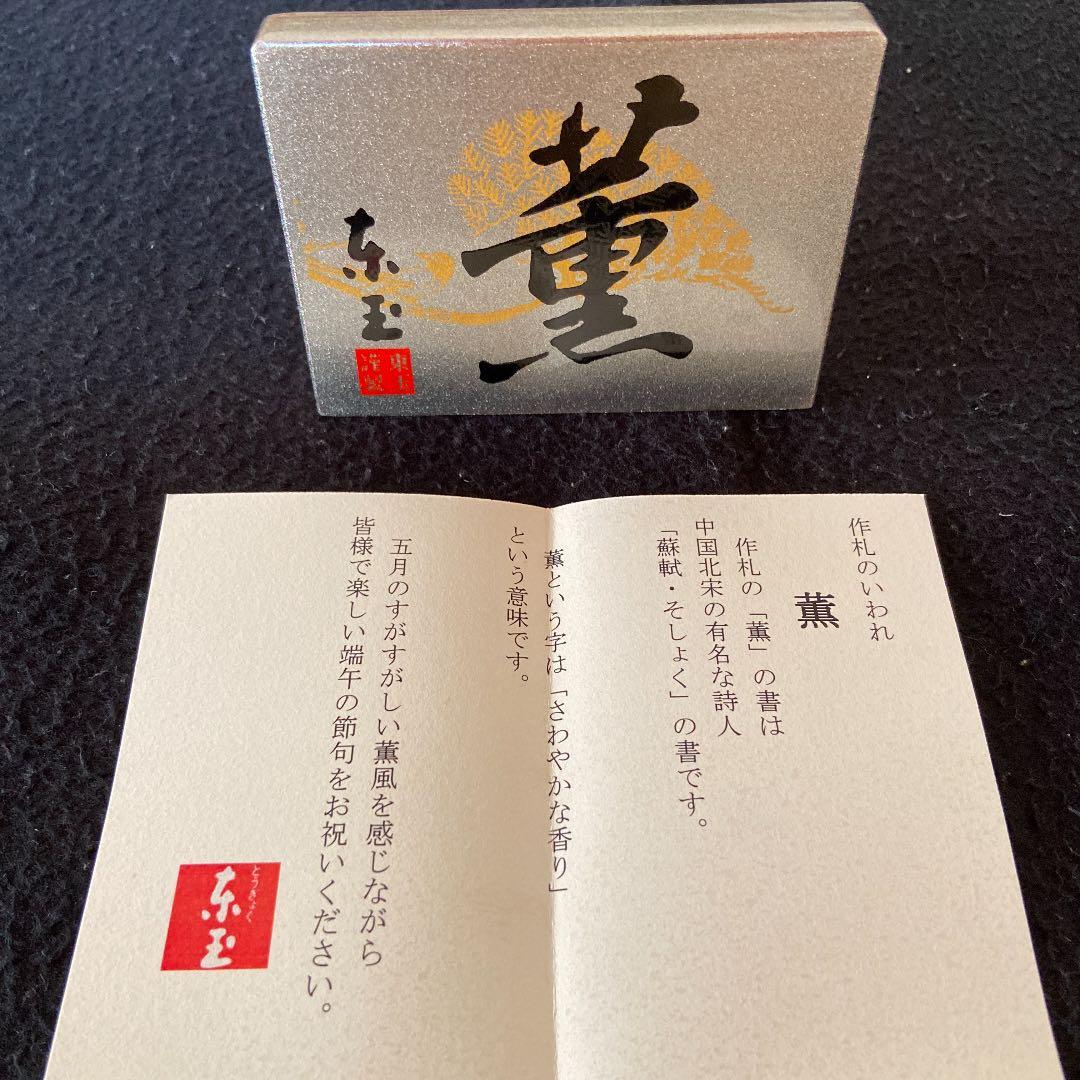 薫
东玉
東玉
謹製
作札のいわれ
薫
作札の「薫」の書は
中国北宋の有名な詩人
「蘇軾・そしょく」の書です。
薫という字は「さわやかな香り」
という意味です。
五月のすがすがしい薫風を感じながら
皆様で楽しい端午の節句をお祝いください。
とうぎょく
东玉